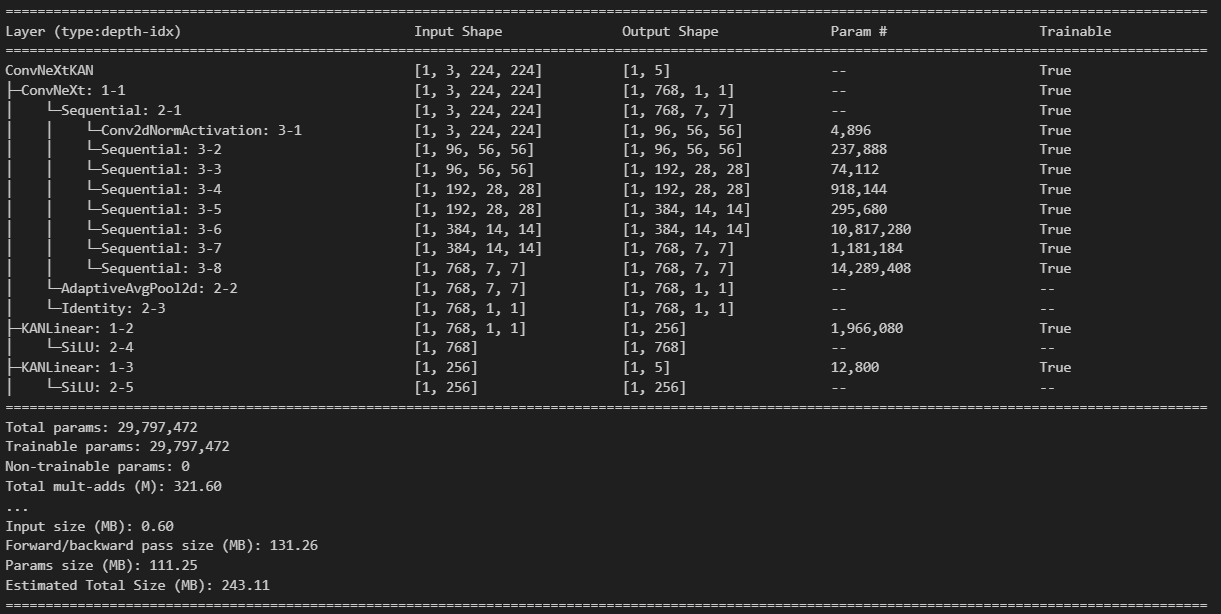 ==========================================================================================
Layer (type:depth-idx)                   Input Shape               Output Shape              Param #                   Trainable
==========================================================================================
ConvNeXtKAN                              [1, 3, 224, 224]          [1, 5]                    --                        True
├─ConvNeXt: 1-1                          [1, 3, 224, 224]          [1, 768, 1, 1]            --                        True
│    └─Sequential: 2-1                   [1, 3, 224, 224]          [1, 768, 7, 7]            --                        True
│    │    └─Conv2dNormActivation: 3-1    [1, 3, 224, 224]          [1, 96, 56, 56]           4,896                     True
│    │    └─Sequential: 3-2              [1, 96, 56, 56]           [1, 96, 56, 56]           237,888                   True
│    │    └─Sequential: 3-3              [1, 96, 56, 56]           [1, 192, 28, 28]          74,112                    True
│    │    └─Sequential: 3-4              [1, 192, 28, 28]          [1, 192, 28, 28]          918,144                   True
│    │    └─Sequential: 3-5              [1, 192, 28, 28]          [1, 384, 14, 14]          295,680                   True
│    │    └─Sequential: 3-6              [1, 384, 14, 14]          [1, 384, 14, 14]          10,817,280                True
│    │    └─Sequential: 3-7              [1, 384, 14, 14]          [1, 768, 7, 7]            1,181,184                 True
│    │    └─Sequential: 3-8              [1, 768, 7, 7]            [1, 768, 7, 7]            14,289,408                True
│    └─AdaptiveAvgPool2d: 2-2            [1, 768, 7, 7]            [1, 768, 1, 1]            --                        --
│    └─Identity: 2-3                     [1, 768, 1, 1]            [1, 768, 1, 1]            --                        --
├─KANLinear: 1-2                         [1, 768, 1, 1]            [1, 256]                  1,966,080                 True
│    └─SiLU: 2-4                         [1, 768]                  [1, 768]                  --                        --
├─KANLinear: 1-3                         [1, 256]                  [1, 5]                    12,800                    True
│    └─SiLU: 2-5                         [1, 256]                  [1, 256]                  --                        --
==========================================================================================
Total params: 29,797,472
Trainable params: 29,797,472
Non-trainable params: 0
Total mult-adds (M): 321.60
...
Input size (MB): 0.60
Forward/backward pass size (MB): 131.26
Params size (MB): 111.25
Estimated Total Size (MB): 243.11
==========================================================================================